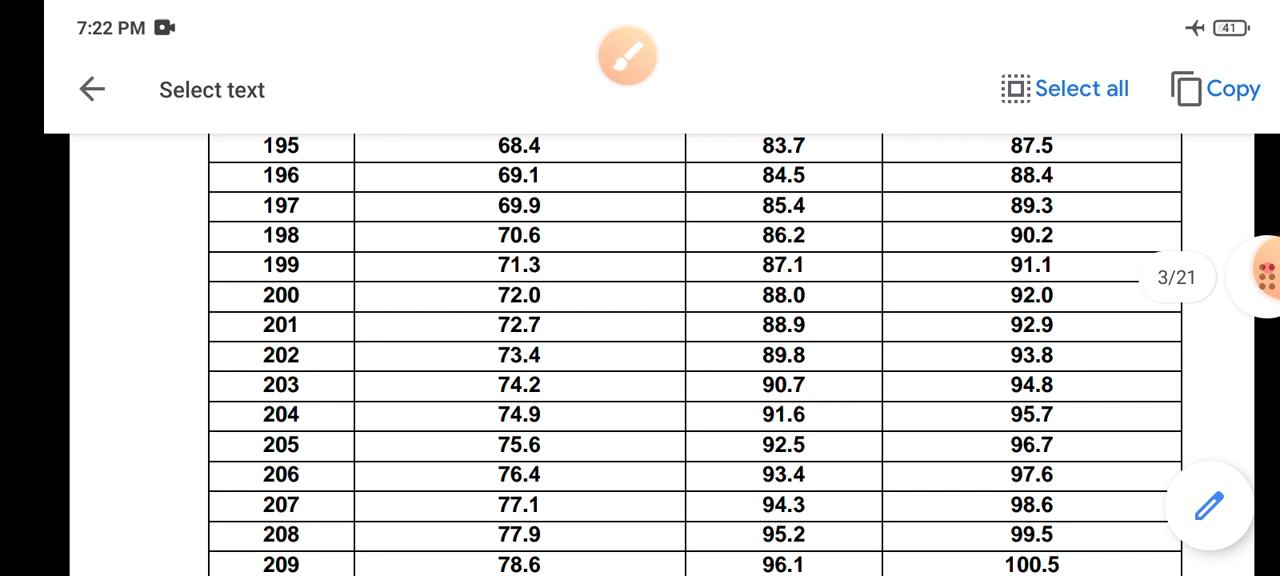 7:22 PM
41
Select text
Select all
Copy
195 68.4 83.7 87.5
196 69.1 84.5 88.4
197 69.9 85.4 89.3
198 70.6 86.2 90.2
199 71.3 87.1 91.1
3/21
200 72.0 88.0 92.0
201 72.7 88.9 92.9
202 73.4 89.8 93.8
203 74.2 90.7 94.8
204 74.9 91.6 95.7
205 75.6 92.5 96.7
206 76.4 93.4 97.6
207 77.1 94.3 98.6
208 77.9 95.2 99.5
209 78.6 96.1 100.5